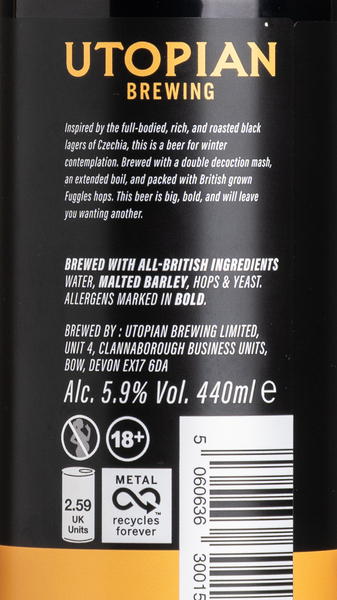 UTOPIAN
BREWING
Inspired by the full-bodied, rich, and roasted black
lagers of Czechia, this is a beer for winter
contemplation. Brewed with a double decoction mash,
an extended boil, and packed with British grown
Fuggles hops. This beer is big, bold, and will leave
you wanting another.
BREWED WITH ALL-BRITISH INGREDIENTS
WATER, MALTED BARLEY, HOPS & YEAST.
ALLERGENS MARKED IN BOLD.
BREWED BY : UTOPIAN BREWING LIMITED,
UNIT 4, CLANNABOROUGH BUSINESS UNITS,
BOW, DEVON EX17 6DA
Alc. 5.9% Vol. 440ml e
18+
2.59
UK
Units
METAL
recycles
forever
5 060636 30015